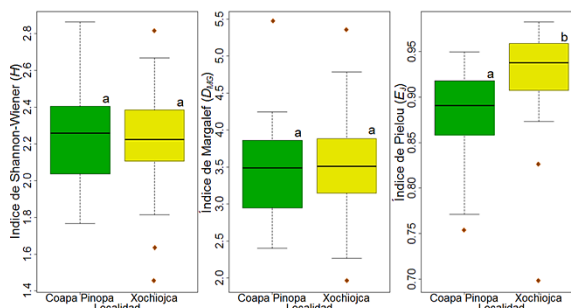 Indice de Shannon-Wiener (H)
2.8
2.6
2.4
2.2
2.0
1.8
1.6
1.4
a
a
Coapa Pinopa
Xochiojca
Localidad
Índice de Margalef (DMG)
5.5
5.0
4.5
4.0
3.5
3.0
2.5
2.0
a
a
Coapa Pinopa
Xochiojca
Localidad
Índice de Pielou (EJ)
0.95
0.90
0.85
0.80
0.75
0.70
a
b
Coapa Pinopa
Xochiojca
Localidad